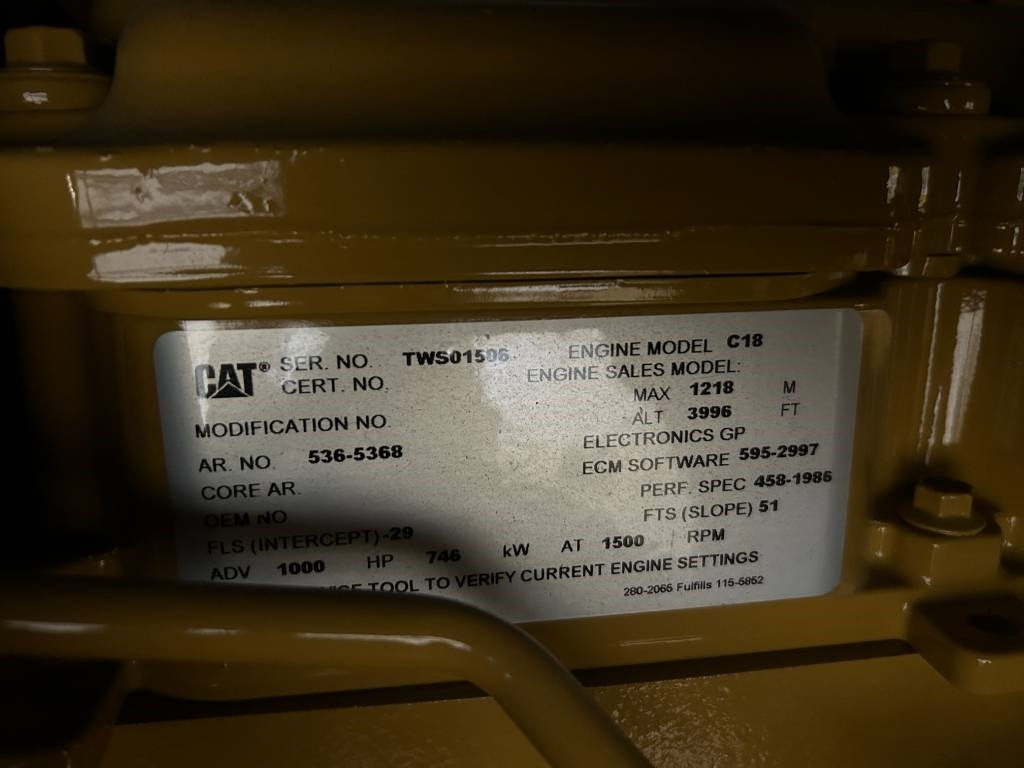 CAT® SER. NO. TWS01506 ENGINE MODEL C18
CERT. NO. ENGINE SALES MODEL:
MAX 1218 M
MODIFICATION NO. ALT 3996 FT
ELECTRONICS GP
AR. NO. 536-5368 ECM SOFTWARE 595-2997
CORE AR. PERF. SPEC 458-1986
OEM NO FTS (SLOPE) 51
FLS (INTERCEPT) -29
ADV 1000 HP 746 kW AT 1500 RPM
TOOL TO VERIFY CURRENT ENGINE SETTINGS
280-2065 Fulfills 115-5852